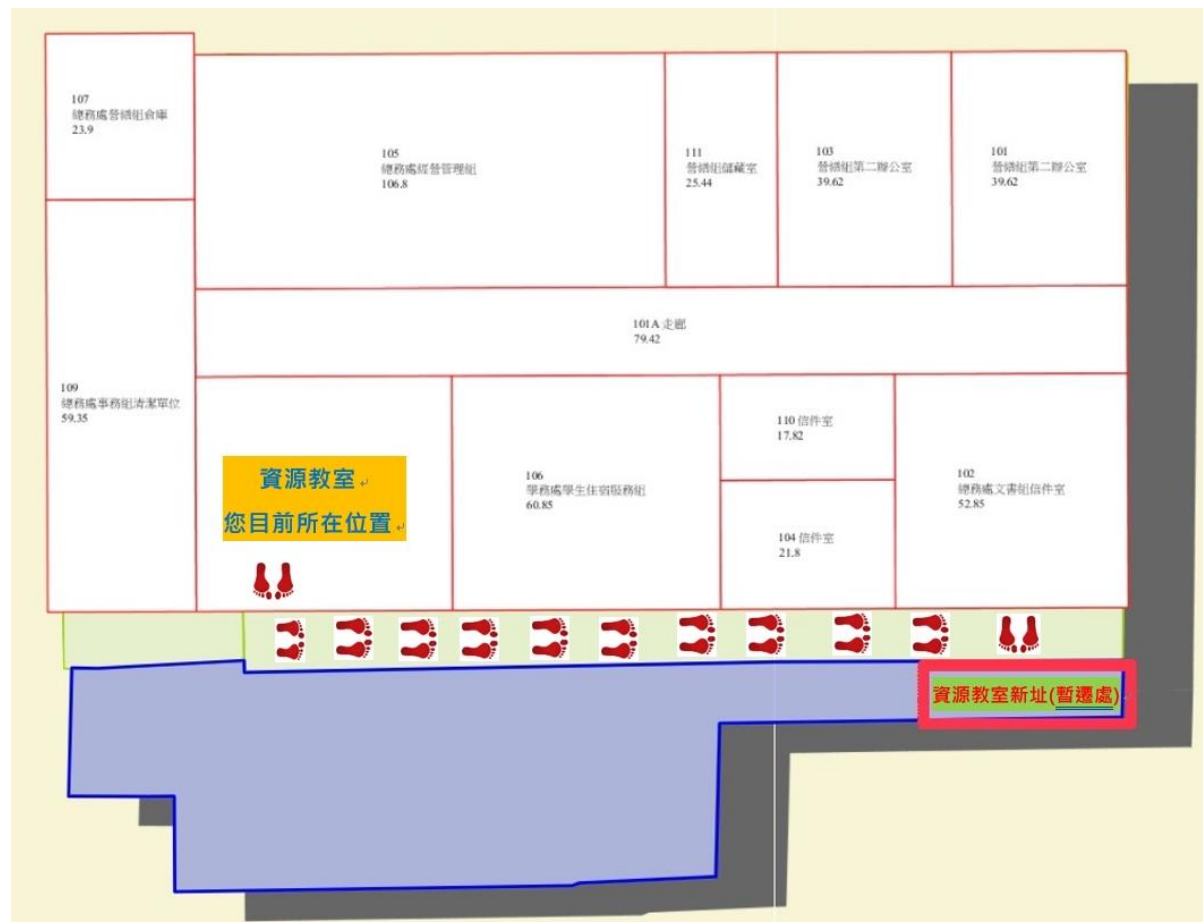 107
總務處營繕組倉庫
23.9
105
總務處經營管理組
106.8
111
營繕組儲藏室
25.44
103
營繕組第二辦公室
39.62
101
營繕組第二辦公室
39.62
101A 走廊
79.42
109
總務處事務組清潔單位
59.35
資源教室
您目前所在位置
106
學務處學生住宿服務組
60.85
110 信件室
17.82
104 信件室
21.8
102
總務處文書組信件室
52.85
資源教室新址(暫遷處)